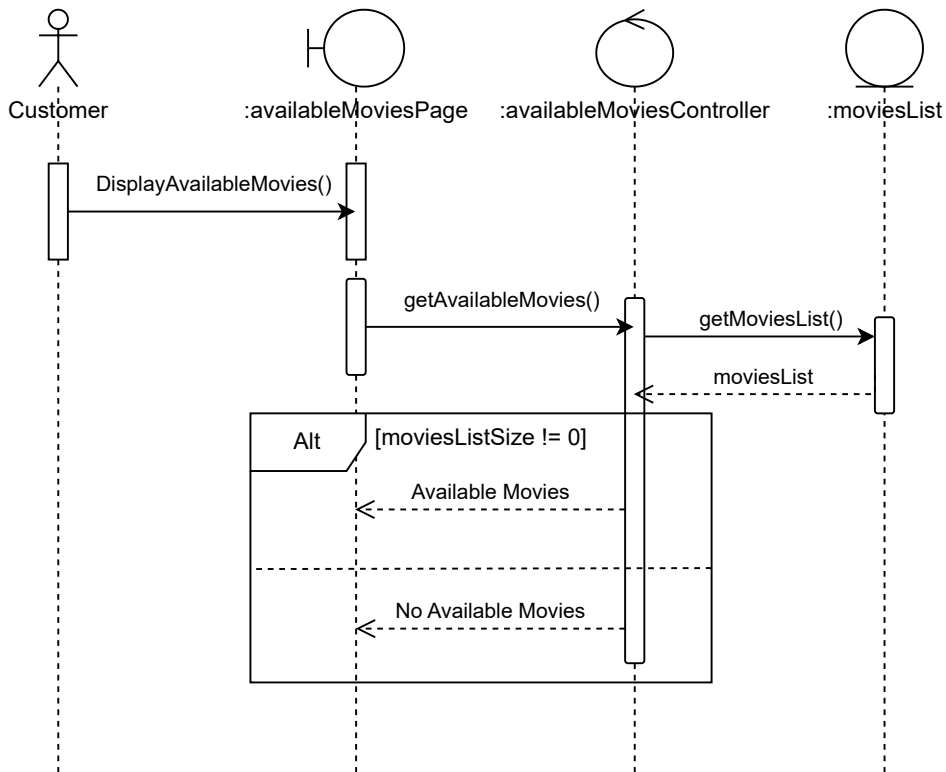 Customer
:availableMoviesPage
:availableMoviesController
:moviesList
DisplayAvailableMovies()
getAvailableMovies()
getMoviesList()
moviesList
Alt
[moviesListSize != 0]
Available Movies
No Available Movies